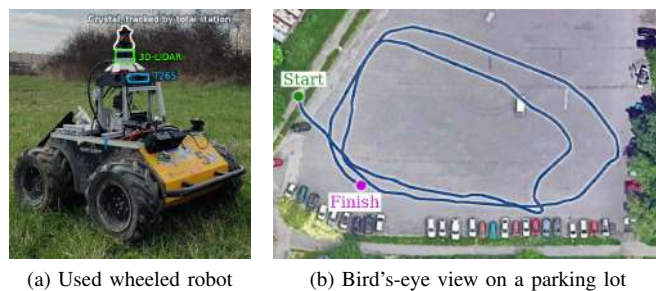 Crystal, tracked by total station
3D-LiDAR
T265
Start
Finish
(a) Used wheeled robot
(b) Bird's-eye view on a parking lot